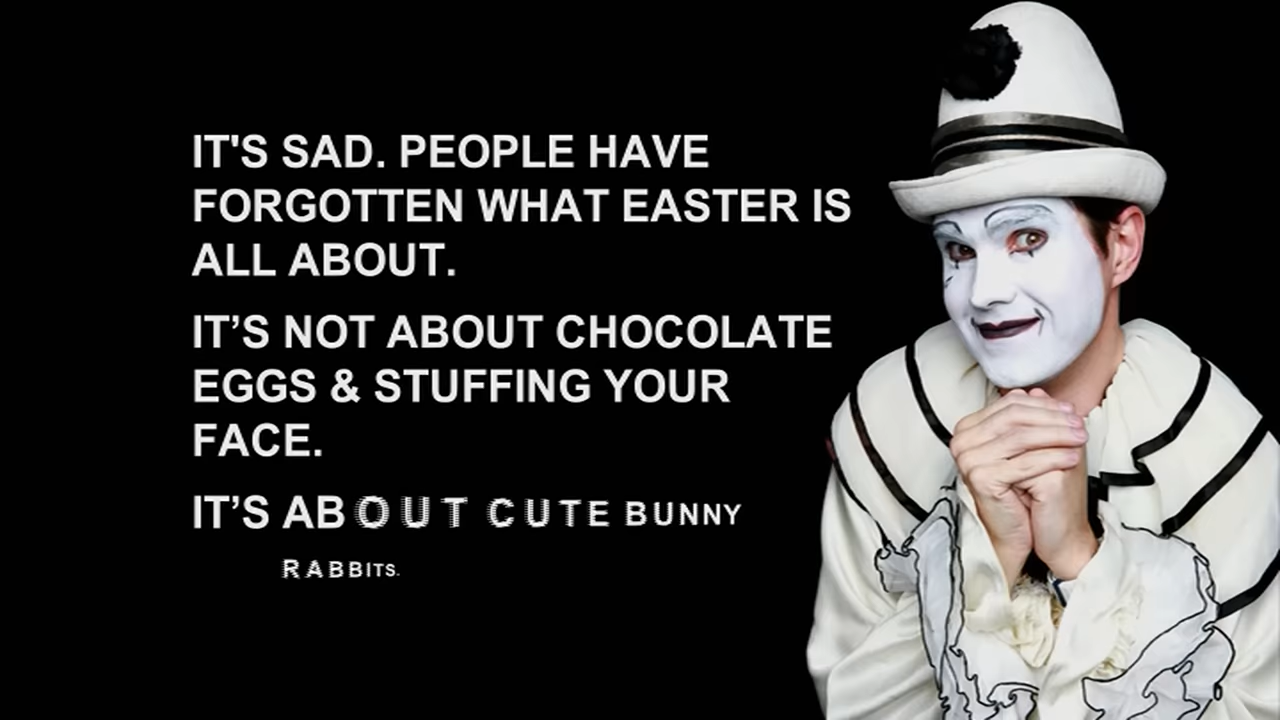 IT'S SAD. PEOPLE HAVE
FORGOTTEN WHAT EASTER IS
ALL ABOUT.
IT’S NOT ABOUT CHOCOLATE
EGGS & STUFFING YOUR
FACE.
IT’S ABOUT CUTE BUNNY
RABBITS.